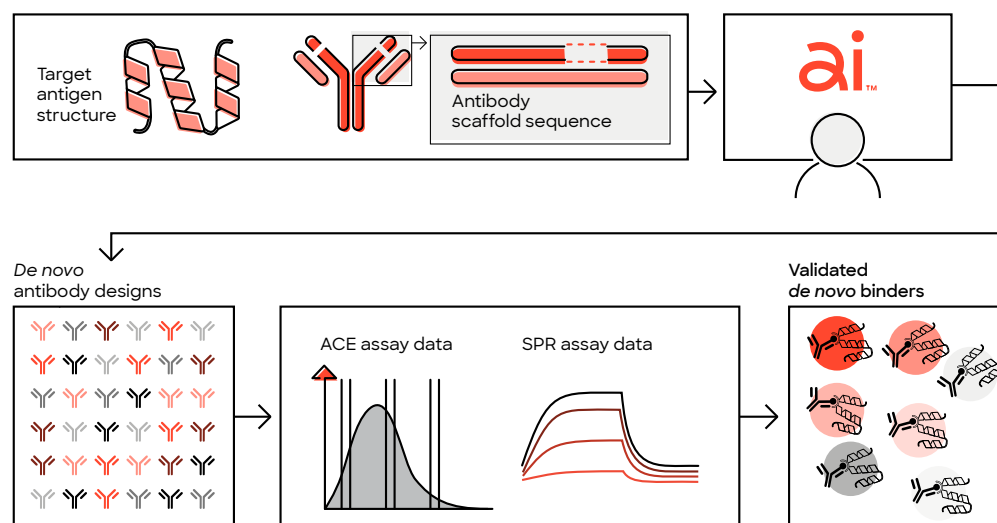 Target
antigen
structure
Antibody
scaffold sequence
ai™
De novo
antibody designs
ACE assay data
SPR assay data
Validated
de novo binders